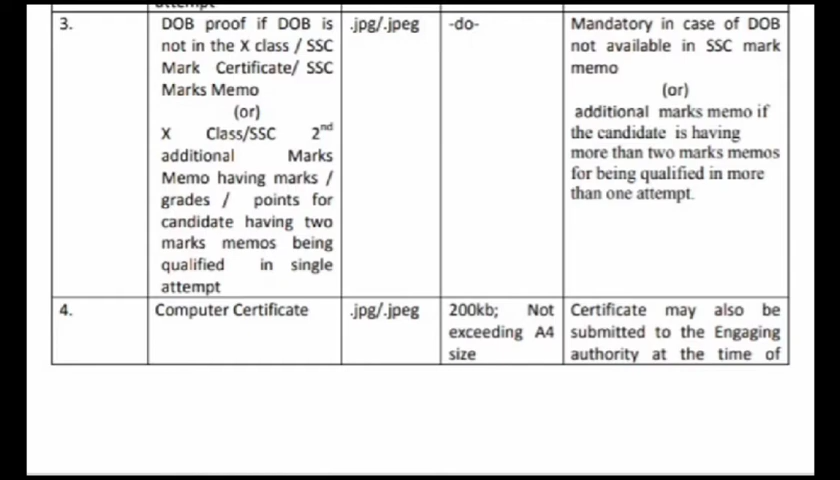 attempt
3.
DOB proof if DOB is
not in the X class / SSC
Mark Certificate/ SSC
Marks Memo
(or)
X Class/SSC 2nd
additional Marks
Memo having marks /
grades / points for
candidate having two
marks memos being
qualified in single
attempt
.jpg/.jpeg
-do-
Mandatory in case of DOB
not available in SSC mark
memo
(or)
additional marks memo if
the candidate is having
more than two marks memos
for being qualified in more
than one attempt.
4.
Computer Certificate
.jpg/.jpeg
200kb; Not
exceeding A4
size
Certificate may also be
submitted to the Engaging
authority at the time of